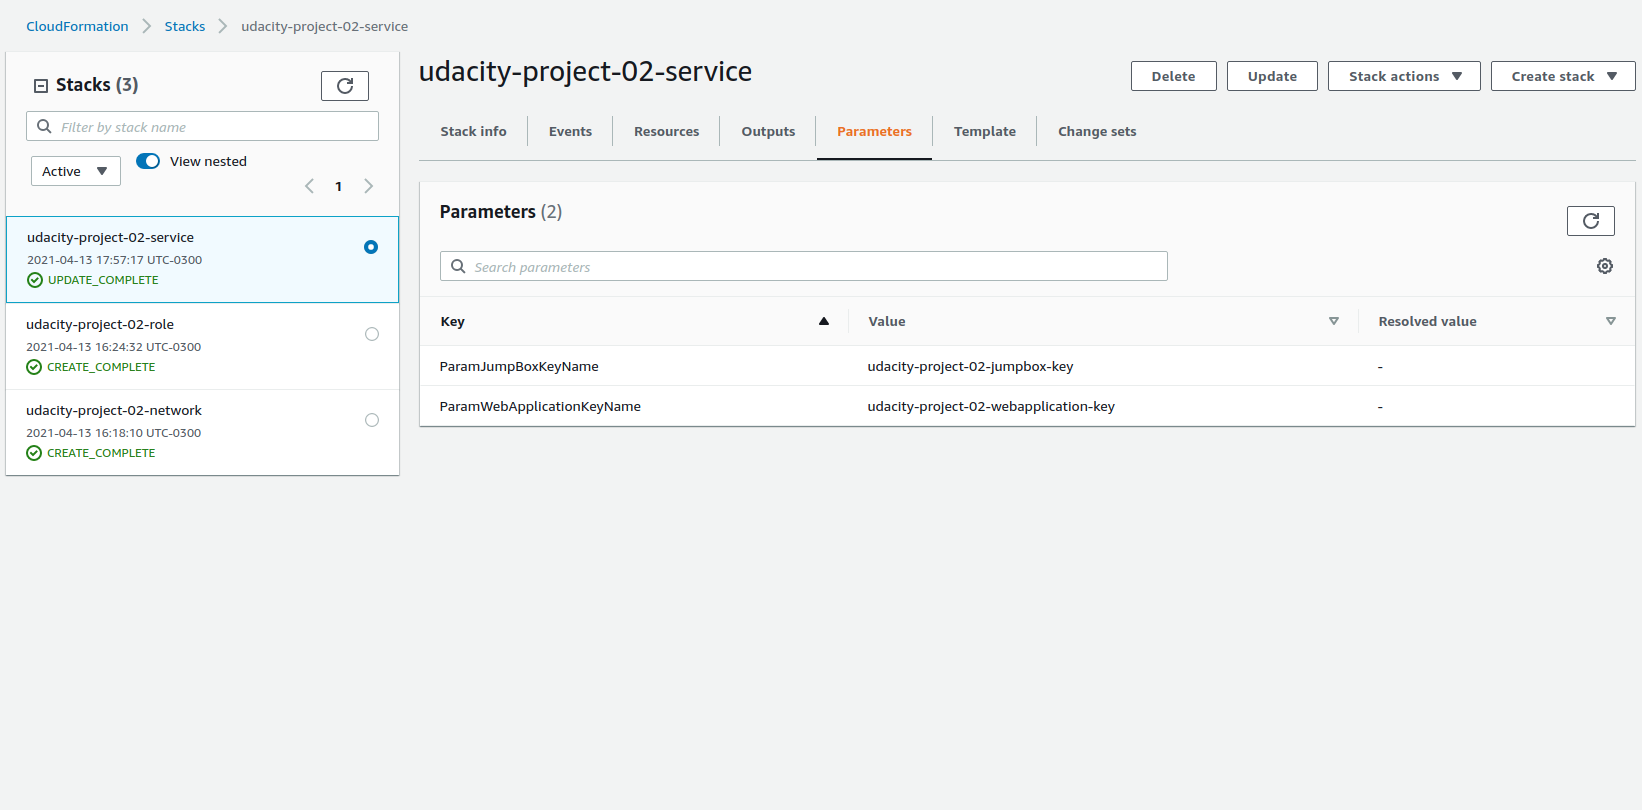 CloudFormation > Stacks > udacity-project-02-service
Stacks (3)
Filter by stack name
Active
View nested
1
udacity-project-02-service
2021-04-13 17:57:17 UTC-0300
UPDATE_COMPLETE
udacity-project-02-role
2021-04-13 16:24:32 UTC-0300
CREATE_COMPLETE
udacity-project-02-network
2021-04-13 16:18:10 UTC-0300
CREATE_COMPLETE
udacity-project-02-service
Delete Update Stack actions Create stack
Stack info Events Resources Outputs Parameters Template Change sets
Parameters (2)
Search parameters
Key Value Resolved value
ParamJumpBoxKeyName udacity-project-02-jumpbox-key -
ParamWebApplicationKeyName udacity-project-02-webapplication-key -